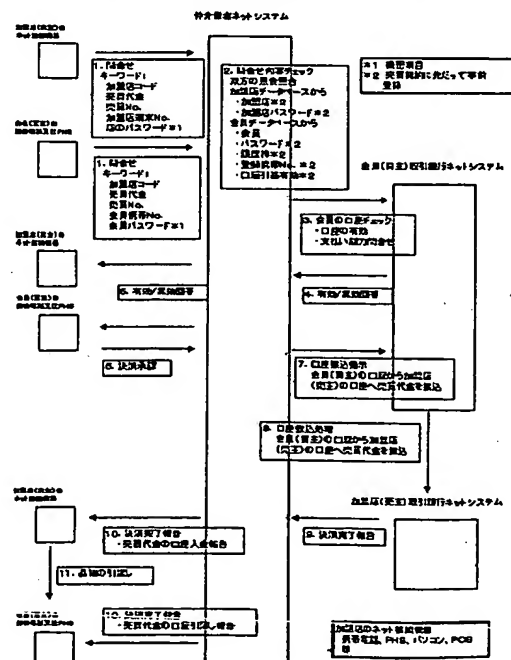 仲介業者ネットシステム
1. 問合せ
キーワード:
加盟店コード
売買代金
売買No.
加盟店端末No.
店のパスワード*1
2. 問合せ内容チェック
双方の照会照合
加盟店データベースから
・加盟店*2
・加盟店パスワード*2
会員データベースから
・会員
・パスワード*2
・限度枠*2
・登録携帯No.*2
・口座引落有効*2
*1 機密項目
*2 売買契約に先だって事前
登録
1. 問合せ
キーワード:
加盟店コード
売買代金
売買No.
会員携帯No.
会員パスワード*1
会員(買主)取引銀行ネットシステム
3. 会員の口座チェック
・口座の有効
・支払い能力問合せ
4. 有効/無効回答
5. 有効/無効回答
6. 決済承認
7. 口座振込指示
会員(買主)の口座から加盟店
(売主)の口座へ売買代金を振込
8. 口座振込処理
会員(買主)の口座から加盟店
(売主)の口座へ売買代金を振込
加盟店(売主)取引銀行ネットシステム
9. 決済完了報告
10. 決済完了報告
・売買代金の口座入金報告
11. 品物の引渡し
10. 決済完了報告
・売買代金の口座引落し報告
加盟店のネット接続機器
携帯電話、PHS、パソコン、POS
等